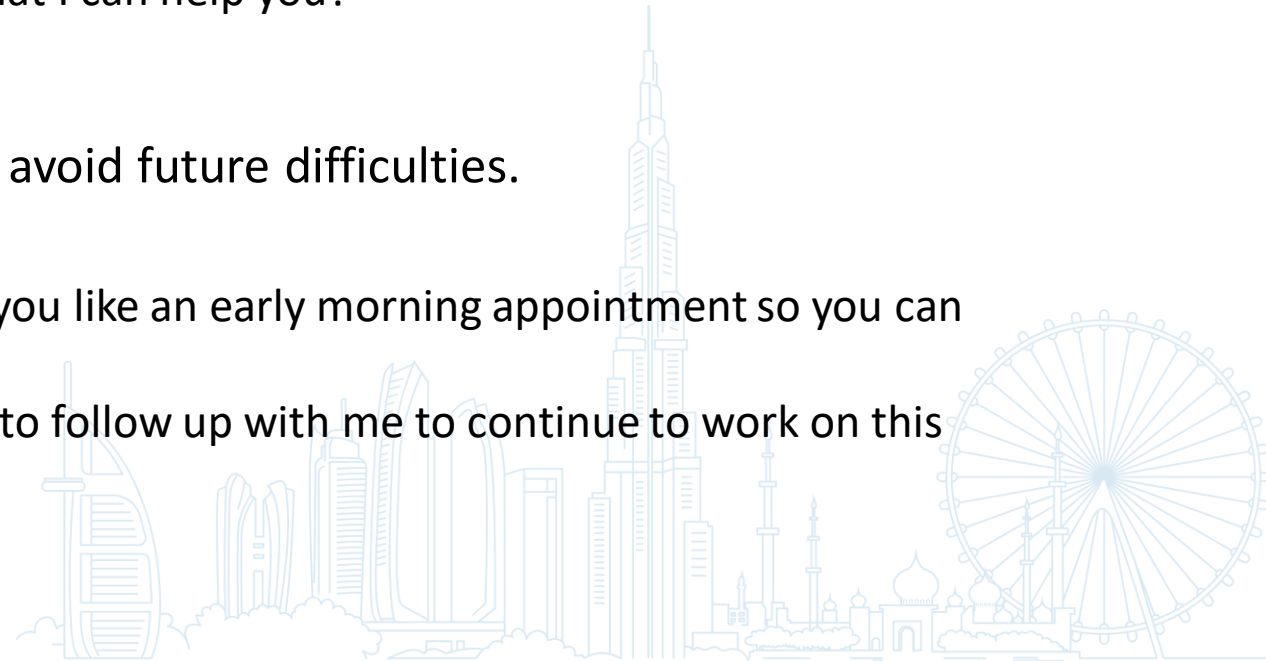 I can help you?
avoid future difficulties.
you like an early morning appointment so you can
to follow up with me to continue to work on this